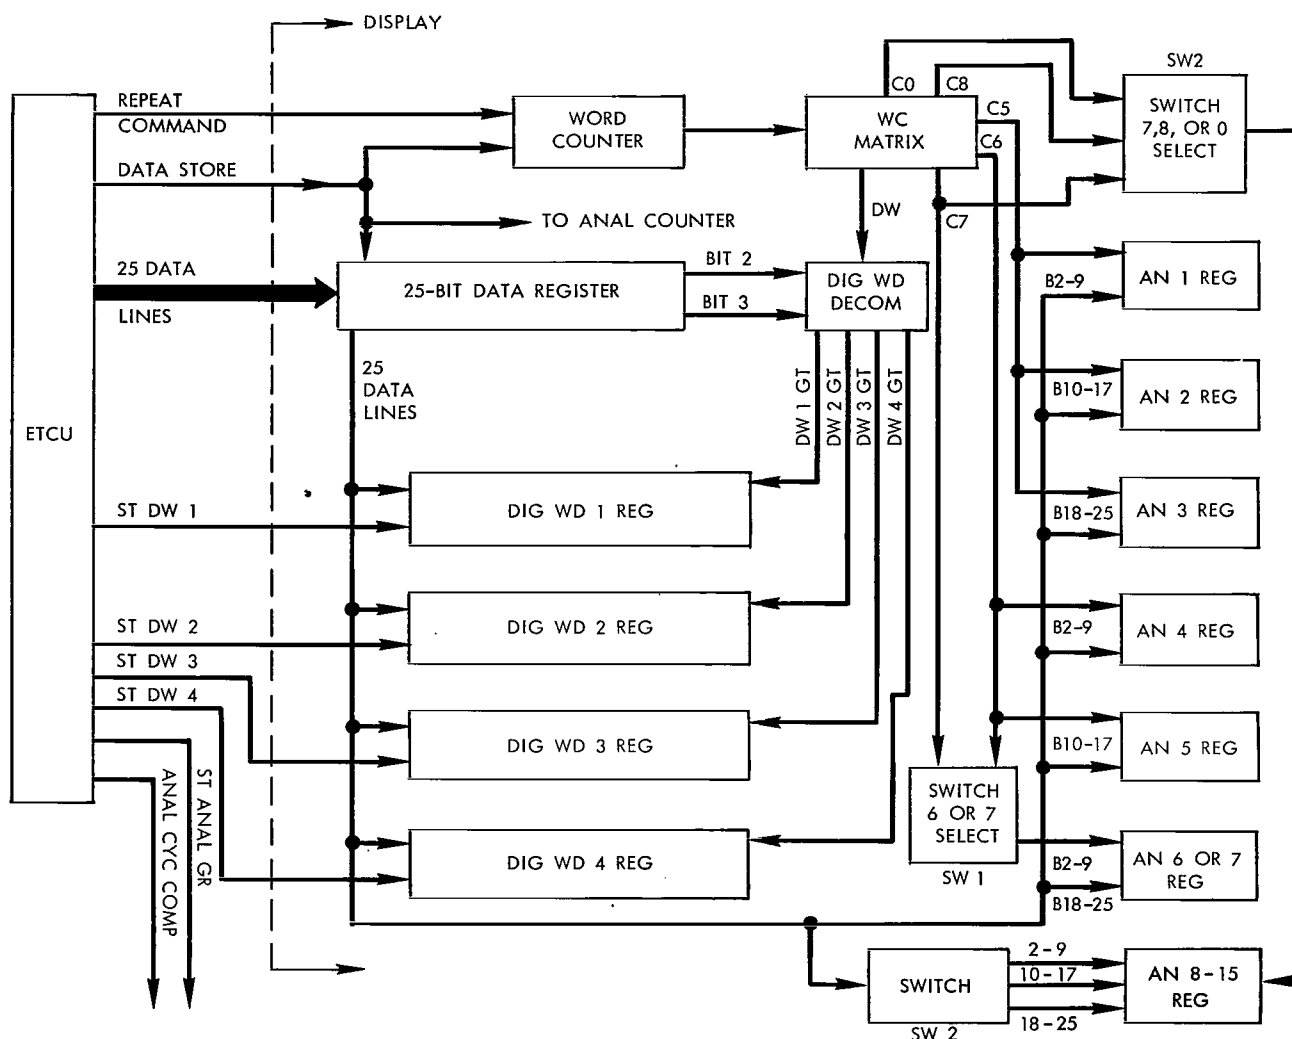 DISPLAY
SW2
REPEAT
COMMAND
WORD
COUNTER
WC
MATRIX
C0
C8
C5
C6
C7
SWITCH
7,8, OR 0
SELECT
DATA STORE
TO ANAL COUNTER
DW
25 DATA
LINES
25-BIT DATA REGISTER
BIT 2
BIT 3
DIG WD
DECOM
B2-9
AN 1 REG
25
DATA
LINES
DW 1 GT
DW 2 GT
DW 3 GT
DW 4 GT
B10-17
AN 2 REG
ETCU
ST DW 1
DIG WD 1 REG
B18-25
AN 3 REG
ST DW 2
DIG WD 2 REG
B2-9
AN 4 REG
ST DW 3
ST DW 4
DIG WD 3 REG
B10-17
AN 5 REG
ST ANAL GR
ANAL CYC COMP
SWITCH
6 OR 7
SELECT
SW 1
DIG WD 4 REG
B2-9
B18-25
AN 6 OR 7
REG
SWITCH
SW 2
2-9
10-17
18-25
AN 8-15
REG